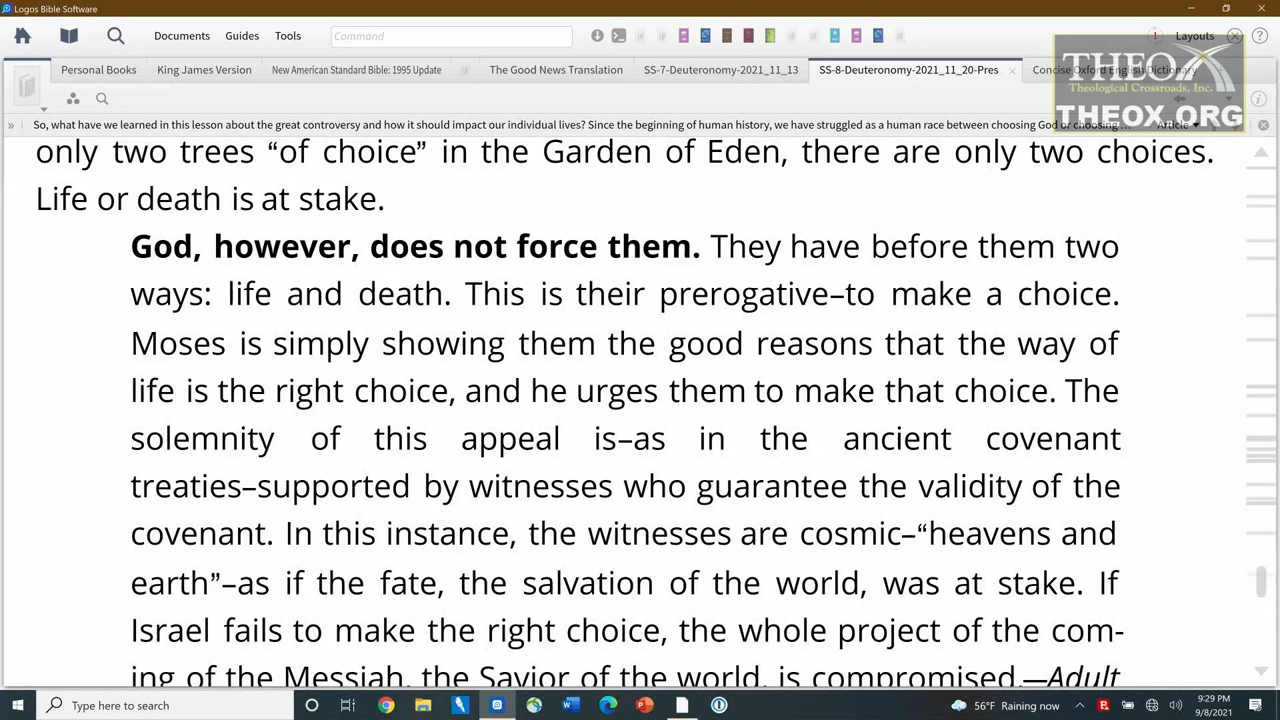 Logos Bible Software
Documents Guides Tools Command Layouts
THEOX
Theological Crossroads, Inc.
THEOX.ORG
Personal Books King James Version The Good News Translation SS-7-Deuteronomy-2021_11_13 SS-8-Deuteronomy-2021_11_20-Pres Concise Oxford English Dictionary
So, what have we learned in this lesson about the great controversy and how it should impact our individual lives? Since the beginning of human history, we have struggled as a human race between choosing God or choosing ... Article
only two trees “of choice” in the Garden of Eden, there are only two choices.
Life or death is at stake.
God, however, does not force them. They have before them two
ways: life and death. This is their prerogative–to make a choice.
Moses is simply showing them the good reasons that the way of
life is the right choice, and he urges them to make that choice. The
solemnity of this appeal is–as in the ancient covenant
treaties–supported by witnesses who guarantee the validity of the
covenant. In this instance, the witnesses are cosmic–“heavens and
earth”–as if the fate, the salvation of the world, was at stake. If
Israel fails to make the right choice, the whole project of the com-
ing of the Messiah, the Savior of the world, is compromised.—Adult
Type here to search 56°F Raining now 9:29 PM
9/8/2021